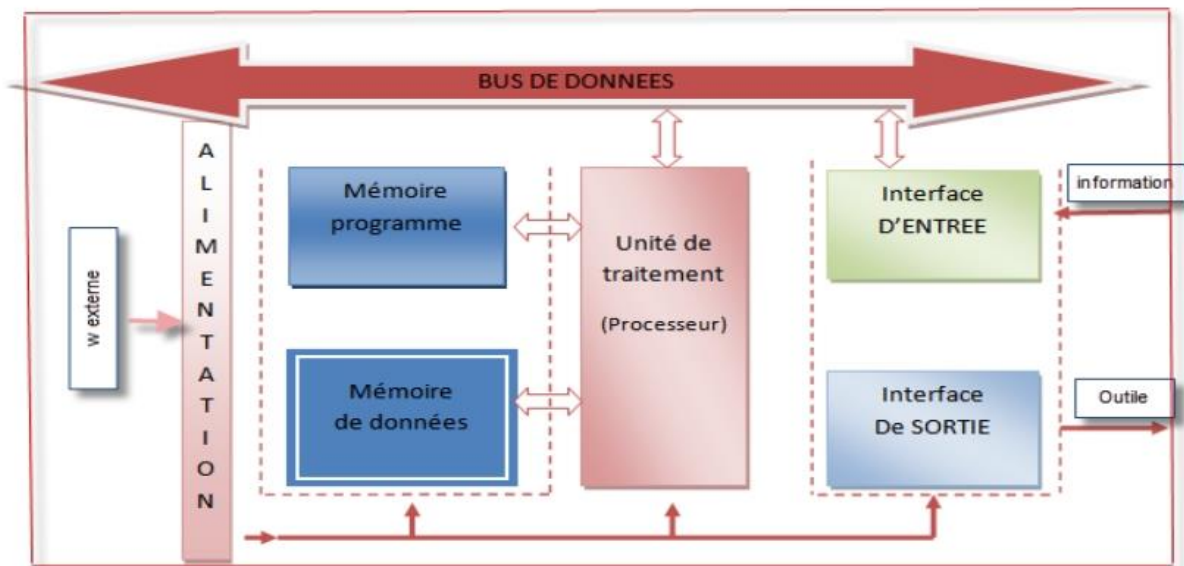 BUS DE DONNEES
ALIMENTATION
w externe
Mémoire
programme
Mémoire
de données
Unité de
traitement
(Processeur)
Interface
D'ENTREE
information
Interface
De SORTIE
Outile